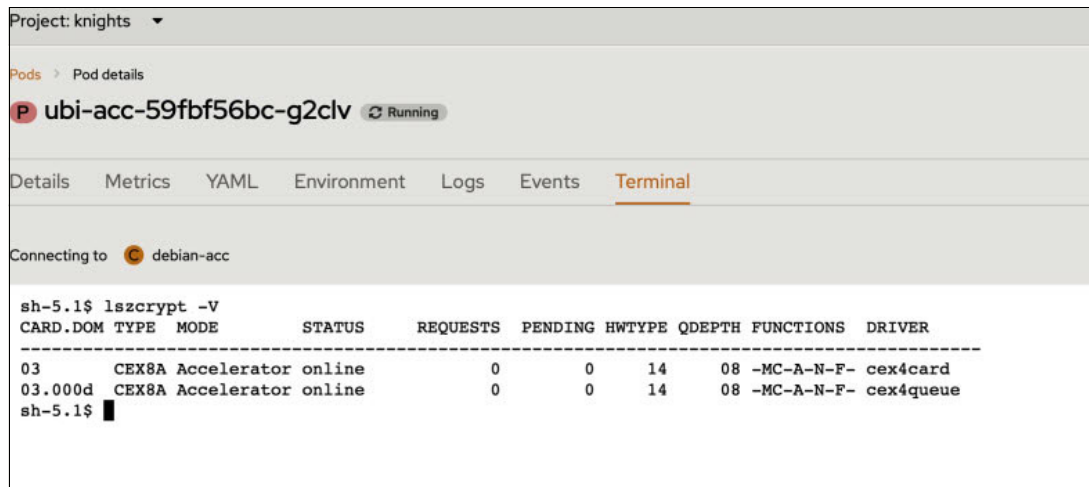 Project: knights
Pods > Pod details
P ubi-acc-59fbf56bc-g2clv Running
Details Metrics YAML Environment Logs Events Terminal
Connecting to C debian-acc
sh-5.1$ lszcrypt -V
CARD.DOM TYPE MODE STATUS REQUESTS PENDING HWTYPE QDEPTH FUNCTIONS DRIVER
--------------------------------------------------------------------------------------------
03 CEX8A Accelerator online 0 0 14 08 -MC-A-N-F- cex4card
03.000d CEX8A Accelerator online 0 0 14 08 -MC-A-N-F- cex4queue
sh-5.1$